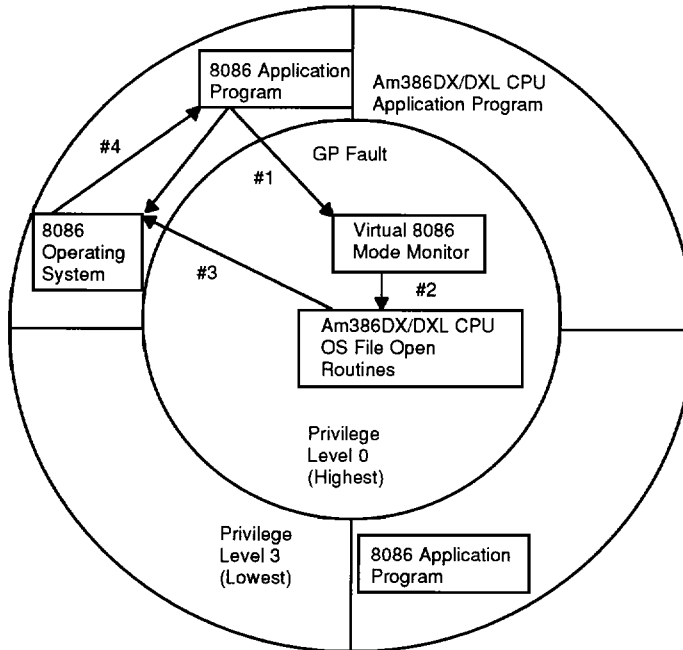 8086 Application
Program
Am386DX/DXL CPU
Application Program
#4
GP Fault
#1
8086
Operating
System
Virtual 8086
Mode Monitor
#3
#2
Am386DX/DXL CPU
OS File Open
Routines
Privilege
Level 0
(Highest)
Privilege
Level 3
(Lowest)
8086 Application
Program